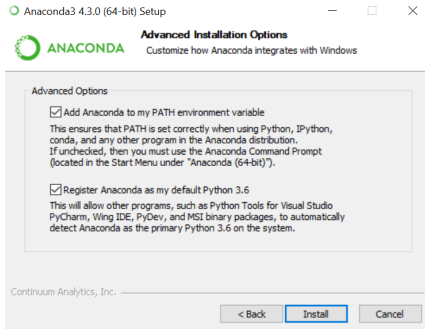 Anaconda3 4.3.0 (64-bit) Setup
ANACONDA
Advanced Installation Options
Customize how Anaconda integrates with Windows
Advanced Options
Add Anaconda to my PATH environment variable
This ensures that PATH is set correctly when using Python, IPython,
conda, and any other program in the Anaconda distribution.
If unchecked, then you must use the Anaconda Command Prompt
(located in the Start Menu under "Anaconda (64-bit)").
Register Anaconda as my default Python 3.6
This will allow other programs, such as Python Tools for Visual Studio
PyCharm, Wing IDE, PyDev, and MSI binary packages, to automatically
detect Anaconda as the primary Python 3.6 on the system.
Continuum Analytics, Inc.
< Back
Install
Cancel